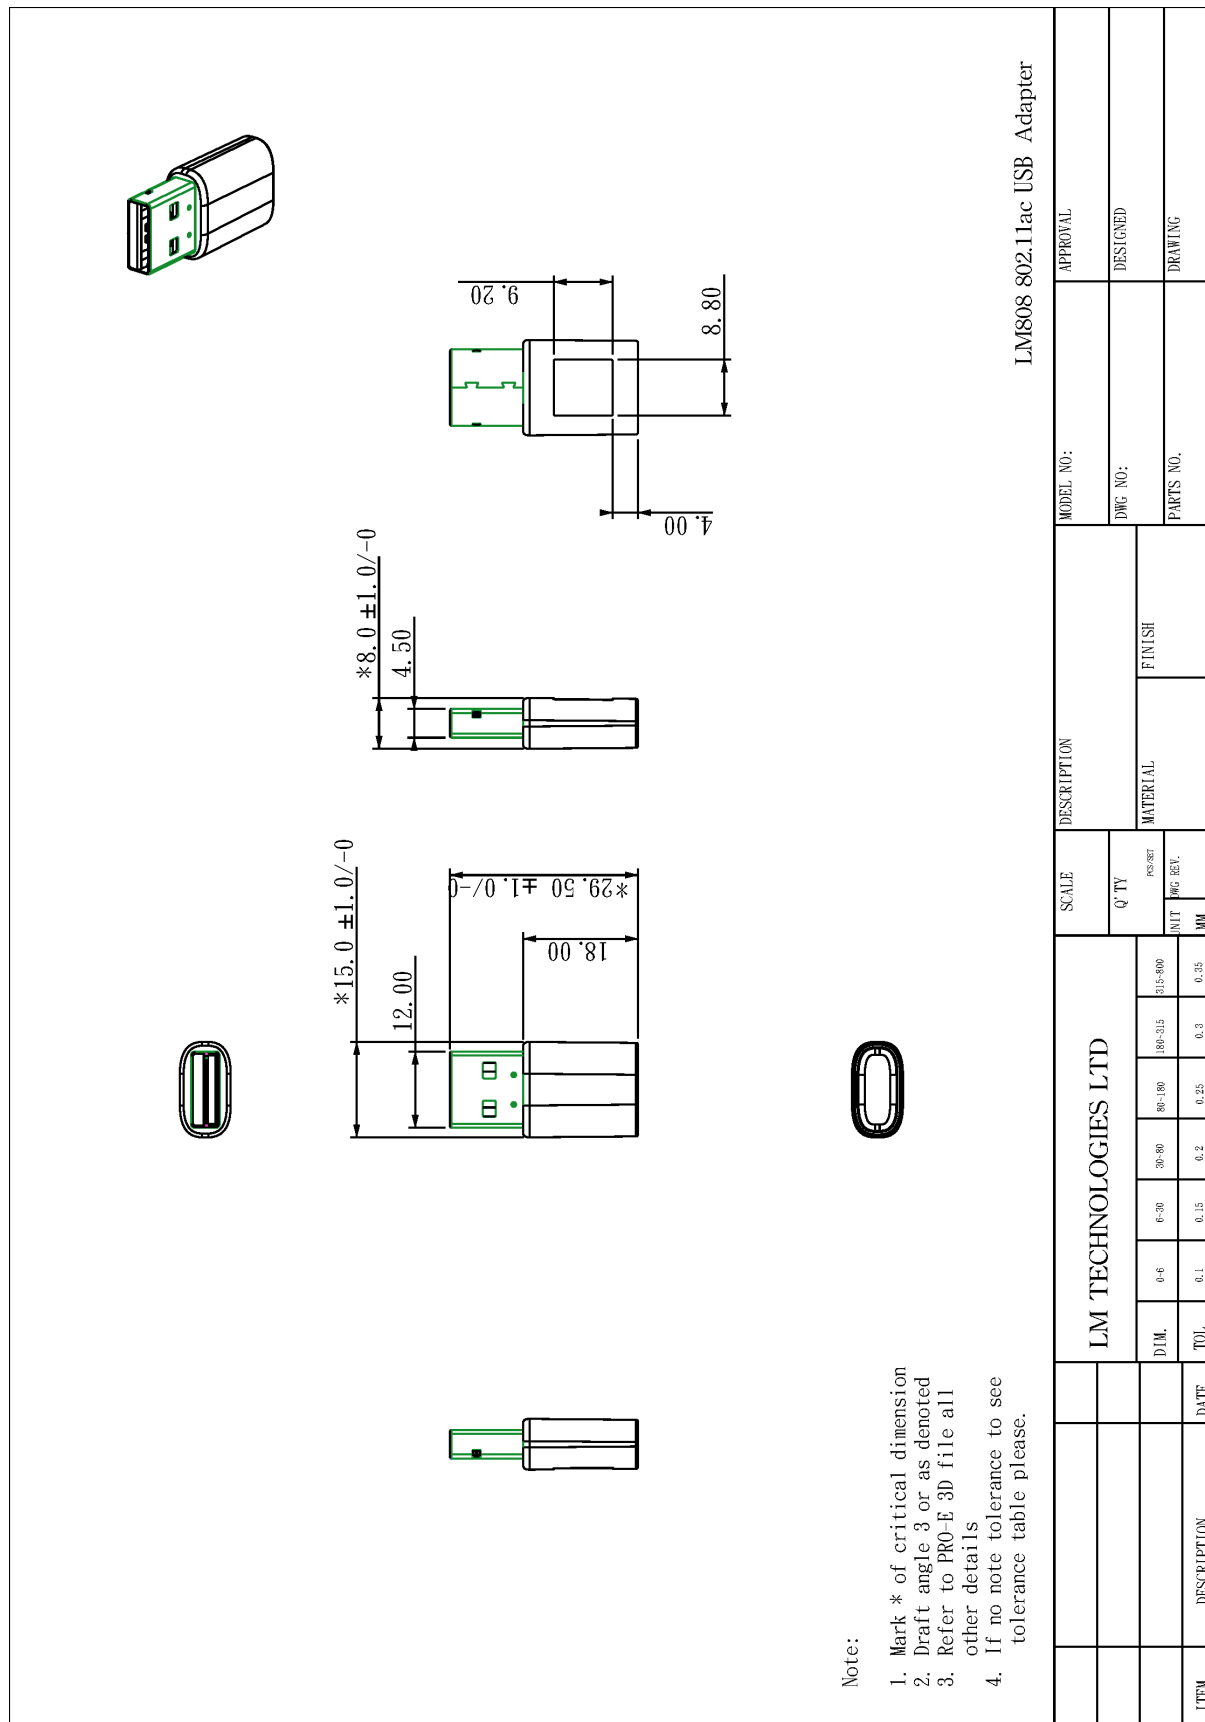 9.20
8.80
4.00
*8.0 ±1.0/-0
4.50
*15.0 ±1.0/-0
12.00
*29.50 ±1.0/-0
18.00
LM808 802.11ac USB Adapter
Note:
1. Mark * of critical dimension
2. Draft angle 3 or as denoted
3. Refer to PRO-E 3D file all
other details
4. If no note tolerance to see
tolerance table please.
ITEM DESCRIPTION DATE
LM TECHNOLOGIES LTD
DIM. 0-6 6-30 30-80 80-180 180-315 315-800
TOL 0.1 0.15 0.2 0.25 0.3 0.35
SCALE
Q'TY
PCS/SET
UNIT DWG REV.
MM
DESCRIPTION
MATERIAL FINISH
MODEL NO: APPROVAL
DWG NO: DESIGNED
PARTS NO. DRAWING